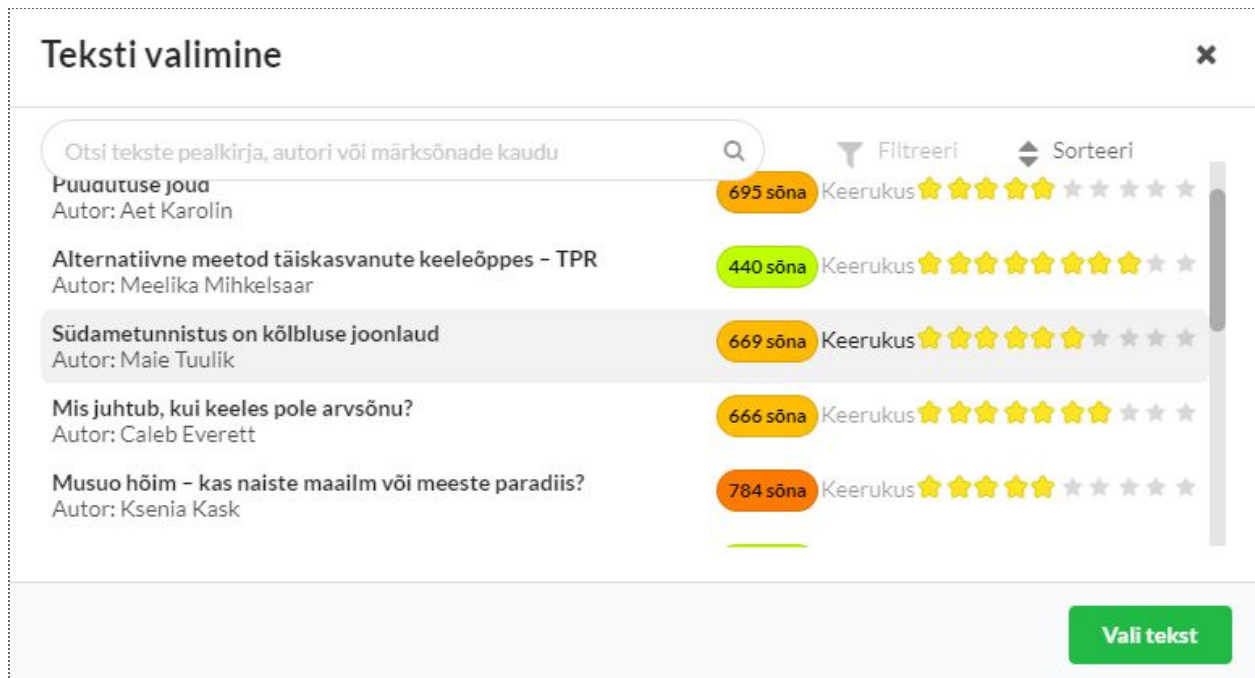 Teksti valimine
Otsi tekste pealkirja, autori või märksõnade kaudu
Filtreeri
Sorteeri
Puudutuse jõud
Autor: Aet Karolin
695 sõna
Keerukus
Alternatiivne meetod täiskasvanute keeleõppes – TPR
Autor: Meelika Mihkelsaar
440 sõna
Keerukus
Südametunnistus on kõlbluse joonlaud
Autor: Maie Tuulik
669 sõna
Keerukus
Mis juhtub, kui keeles pole arvsõnu?
Autor: Caleb Everett
666 sõna
Keerukus
Musuo hõim – kas naiste maailm või meeste paradiis?
Autor: Ksenia Kask
784 sõna
Keerukus
Vali tekst